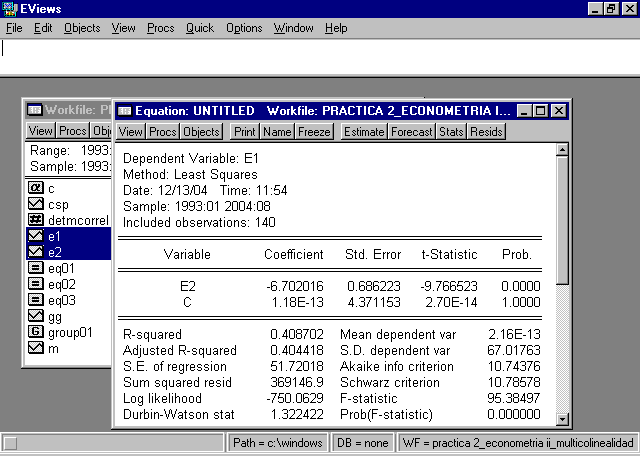 EViews
File Edit Objects View Procs Quick Options Window Help
Workfile: P
View Procs Obj
Range: 1993:
Sample: 1993:
c
csp
detmcorrel
e1
e2
eq01
eq02
eq03
gg
group01
m
Equation: UNTITLED Workfile: PRACTICA 2_ECONOMETRIA I...
View Procs Objects Print Name Freeze Estimate Forecast Stats Resids
Dependent Variable: E1
Method: Least Squares
Date: 12/13/04 Time: 11:54
Sample: 1993:01 2004:08
Included observations: 140
Variable Coefficient Std. Error t-Statistic Prob.
E2 -6.702016 0.686223 -9.766523 0.0000
C 1.18E-13 4.371153 2.70E-14 1.0000
R-squared 0.408702 Mean dependent var 2.16E-13
Adjusted R-squared 0.404418 S.D. dependent var 67.01763
S.E. of regression 51.72018 Akaike info criterion 10.74376
Sum squared resid 369146.9 Schwarz criterion 10.78578
Log likelihood -750.0629 F-statistic 95.38497
Durbin-Watson stat 1.322422 Prob(F-statistic) 0.000000
Path = c:\windows DB = none WF = practica 2_econometria ii_multicolinealidad